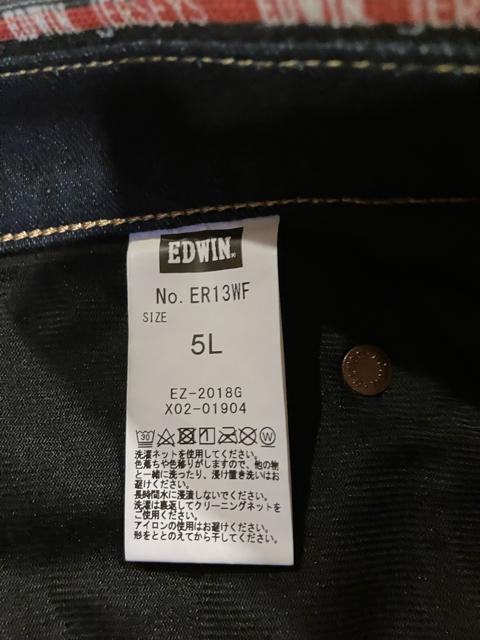 EDWIN JERSEYS EDWIN JER
EDWIN
No. ER13WF
SIZE
5L
EZ-2018G
X02-01904
30
洗濯ネットを使用してください。
色落ちや色移りがしますので、他の物
と一緒に洗ったり、浸け置き洗いはお
避けください。
長時間水に浸漬しないでください。
洗濯は裏返してクリーニングネットを
ご使用ください。
アイロンの使用はお避けください。
形をととのえてから干してください。